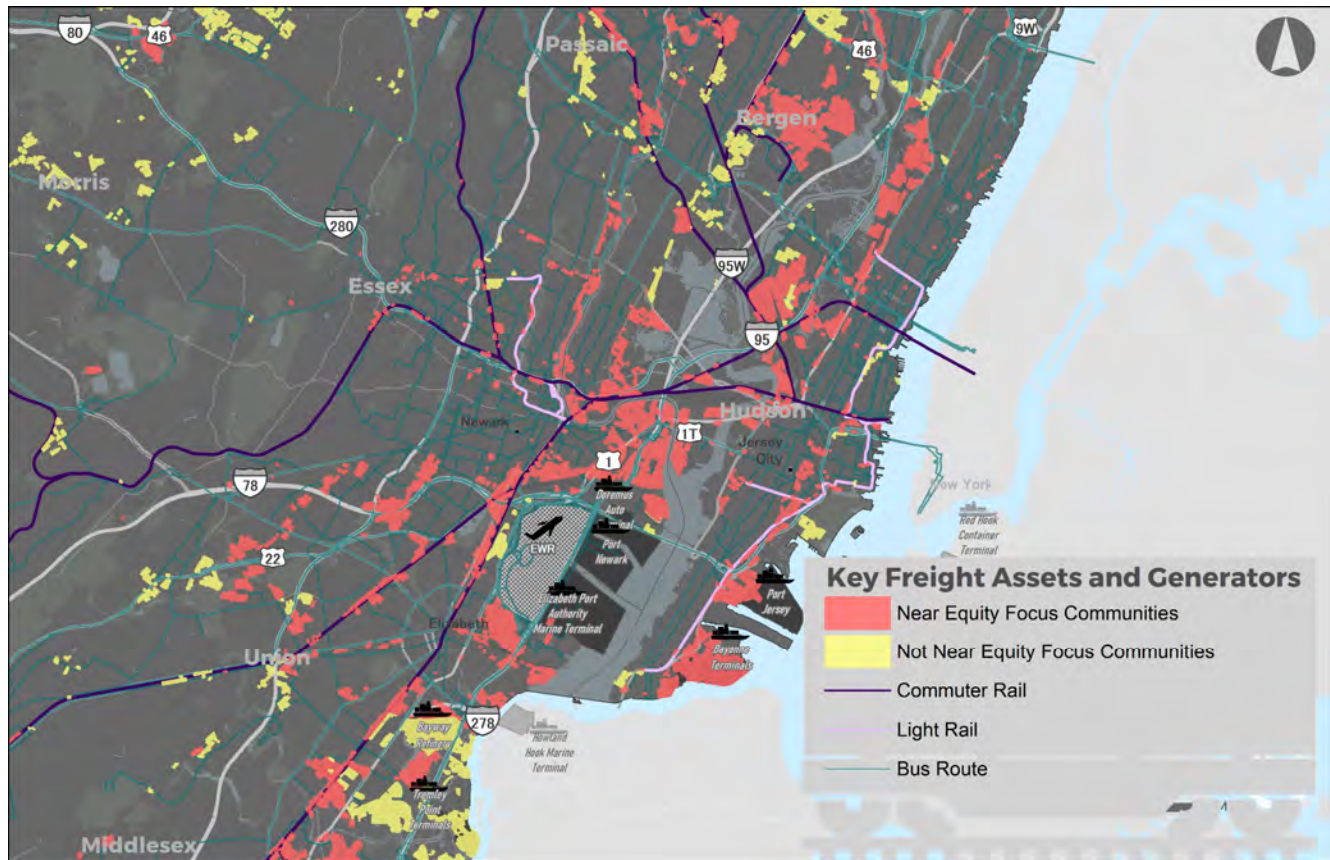 80
46
Passaic
46
9W
Bergen
Morris
280
95W
Essex
95
Newark
Hudson
1T
Jersey
City
1
78
Doremus
Auto
Terminal
New York
Red Hook
Container
Terminal
EWR
Port
Newark
22
Elizabeth Port
Authority
Marine Terminal
Port
Jersey
Elizabeth
Bayonne
Terminals
Union
278
Bayway
Refinery
Howland
Hook Marine
Terminal
Tremley
Point
Terminals
Middlesex
Key Freight Assets and Generators
Near Equity Focus Communities
Not Near Equity Focus Communities
Commuter Rail
Light Rail
Bus Route